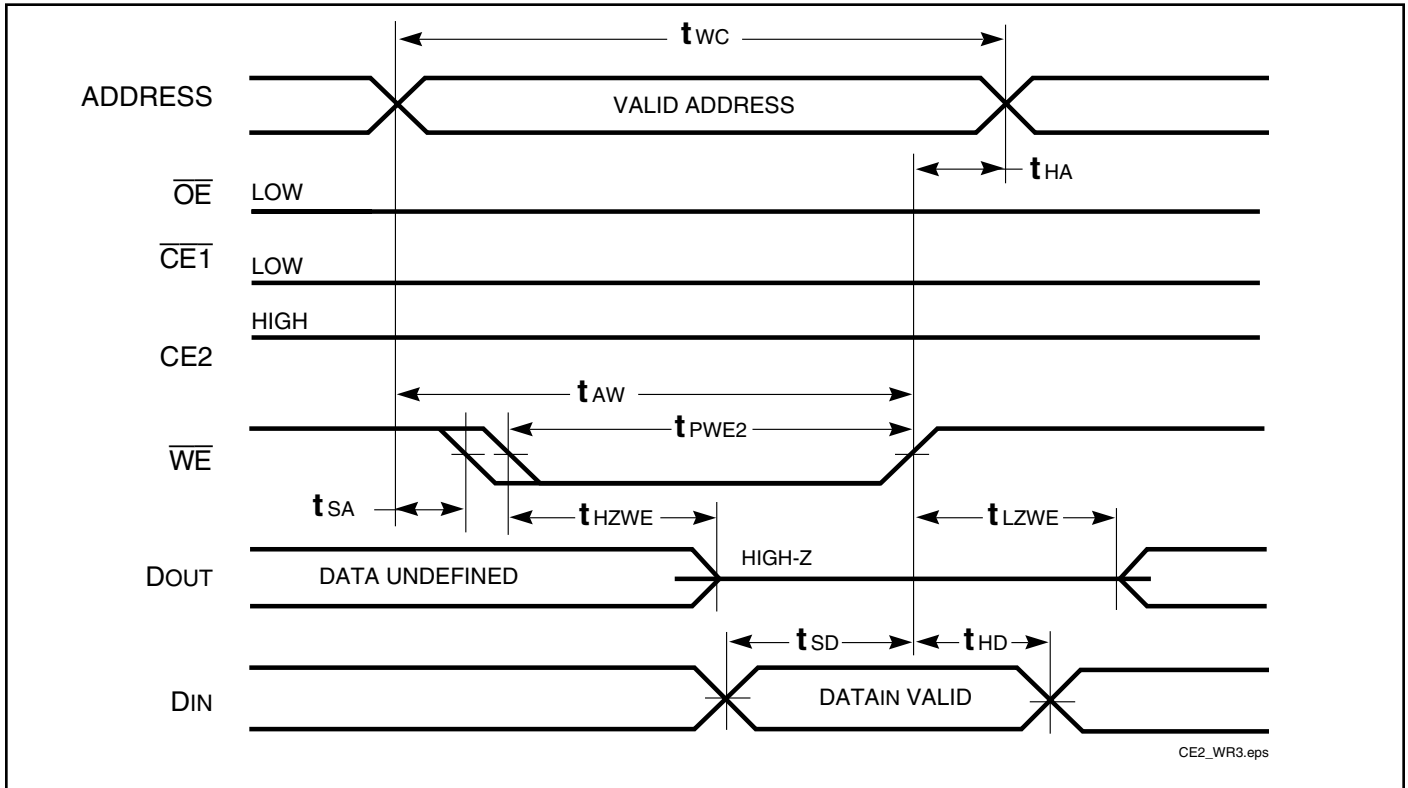 tWC
ADDRESS
VALID ADDRESS
tHA
OE LOW
CE1 LOW
HIGH
CE2
tAW
tPWE2
WE
tSA
tHZWE
tLZWE
DOUT
DATA UNDEFINED
HIGH-Z
tSD
tHD
DIN
DATAIN VALID
CE2_WR3.eps